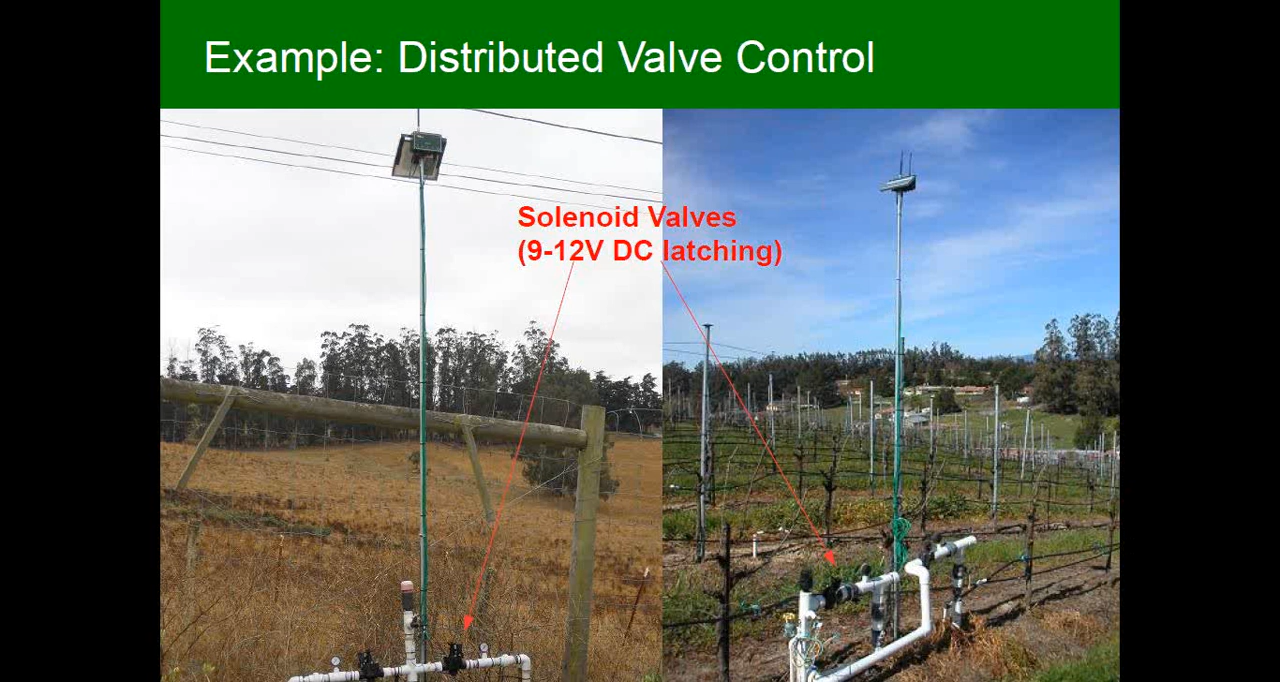 Example: Distributed Valve Control
Solenoid Valves
(9-12V DC latching)